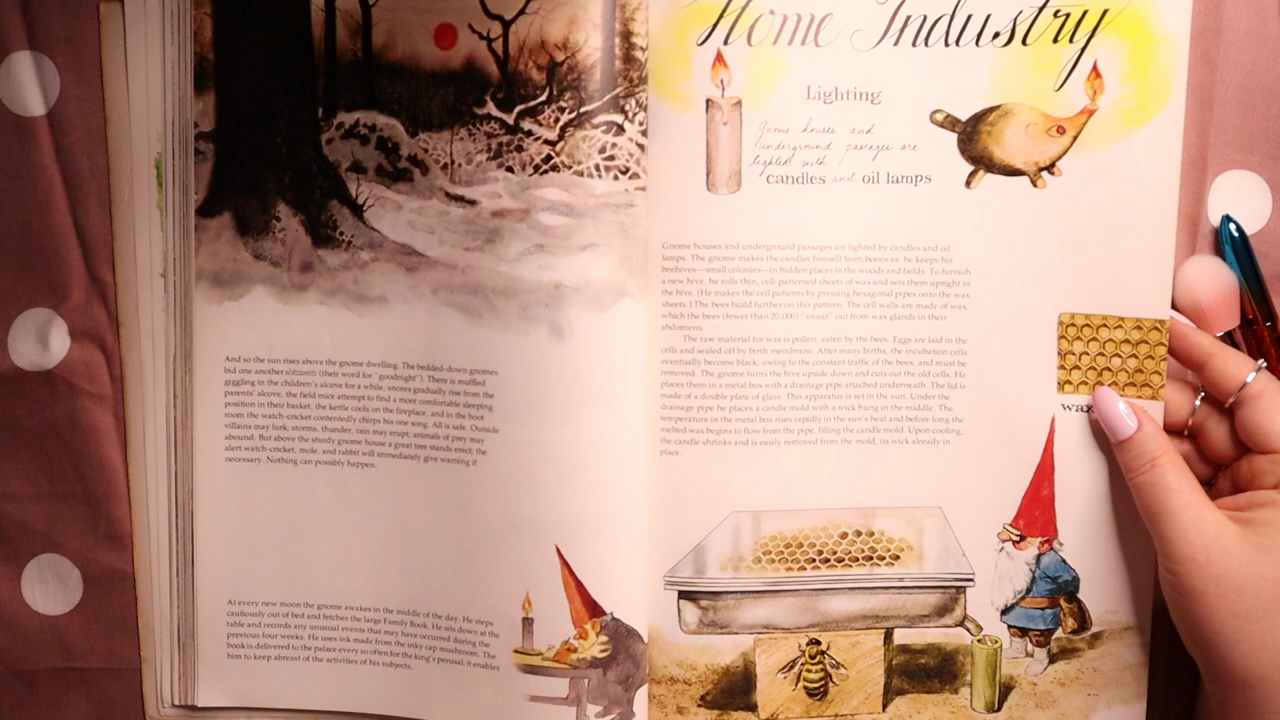 And so the sun rises above the gnome dwelling. The bedded-down gnomes
bid one another slitzweitz (their word for "goodnight"). There is muffled
giggling in the children's alcove for a while, snores gradually rise from the
parents' alcove, the field mice attempt to find a more comfortable sleeping
position in their basket, the kettle cools on the fireplace, and in the boot
room the watch-cricket contentedly chirps his one song. All is safe. Outside
villains may lurk; storms, thunder, rain may erupt; animals of prey may
abound. But above the sturdy gnome house a great tree stands erect; the
alert watch-cricket, mole, and rabbit will immediately give warning if
necessary. Nothing can possibly happen.
At every new moon the gnome awakes in the middle of the day. He steps
cautiously out of bed and fetches the large Family Book. He sits down at the
table and records any unusual events that may have occurred during the
previous four weeks. He uses ink made from the inky cap mushroom. The
book is delivered to the palace every so often for the king's perusal; it enables
him to keep abreast of the activities of his subjects.
Home Industry
Lighting
Gnome houses and
underground passages are
lighted with
candles and oil lamps
Gnome houses and underground passages are lighted by candles and oil
lamps. The gnome makes the candles himself from beeswax; he keeps his
beehives—small colonies—in hidden places in the woods and fields. To furnish
a new hive, he rolls thin, cell-patterned sheets of wax and sets them upright in
the hive. (He makes the cell patterns by pressing hexagonal pipes onto the wax
sheets.) The bees build further on this pattern. The cell walls are made of wax,
which the bees (fewer than 20,000) "sweat" out from wax glands in their
abdomens.
The raw material for wax is pollen, eaten by the bees. Eggs are laid in the
cells and sealed off by birth membrane. After many births, the incubation cells
eventually become black, owing to the constant traffic of the bees, and must be
removed. The gnome turns the hive upside down and cuts out the old cells. He
places them in a metal box with a drainage pipe attached underneath. The lid is
made of a double plate of glass. This apparatus is set in the sun. Under the
drainage pipe he places a candle mold with a wick hung in the middle. The
temperature in the metal box rises rapidly in the sun's heat and before long the
melted wax begins to flow from the pipe, filling the candle mold. Upon cooling,
the candle shrinks and is easily removed from the mold, its wick already in
place.
wax